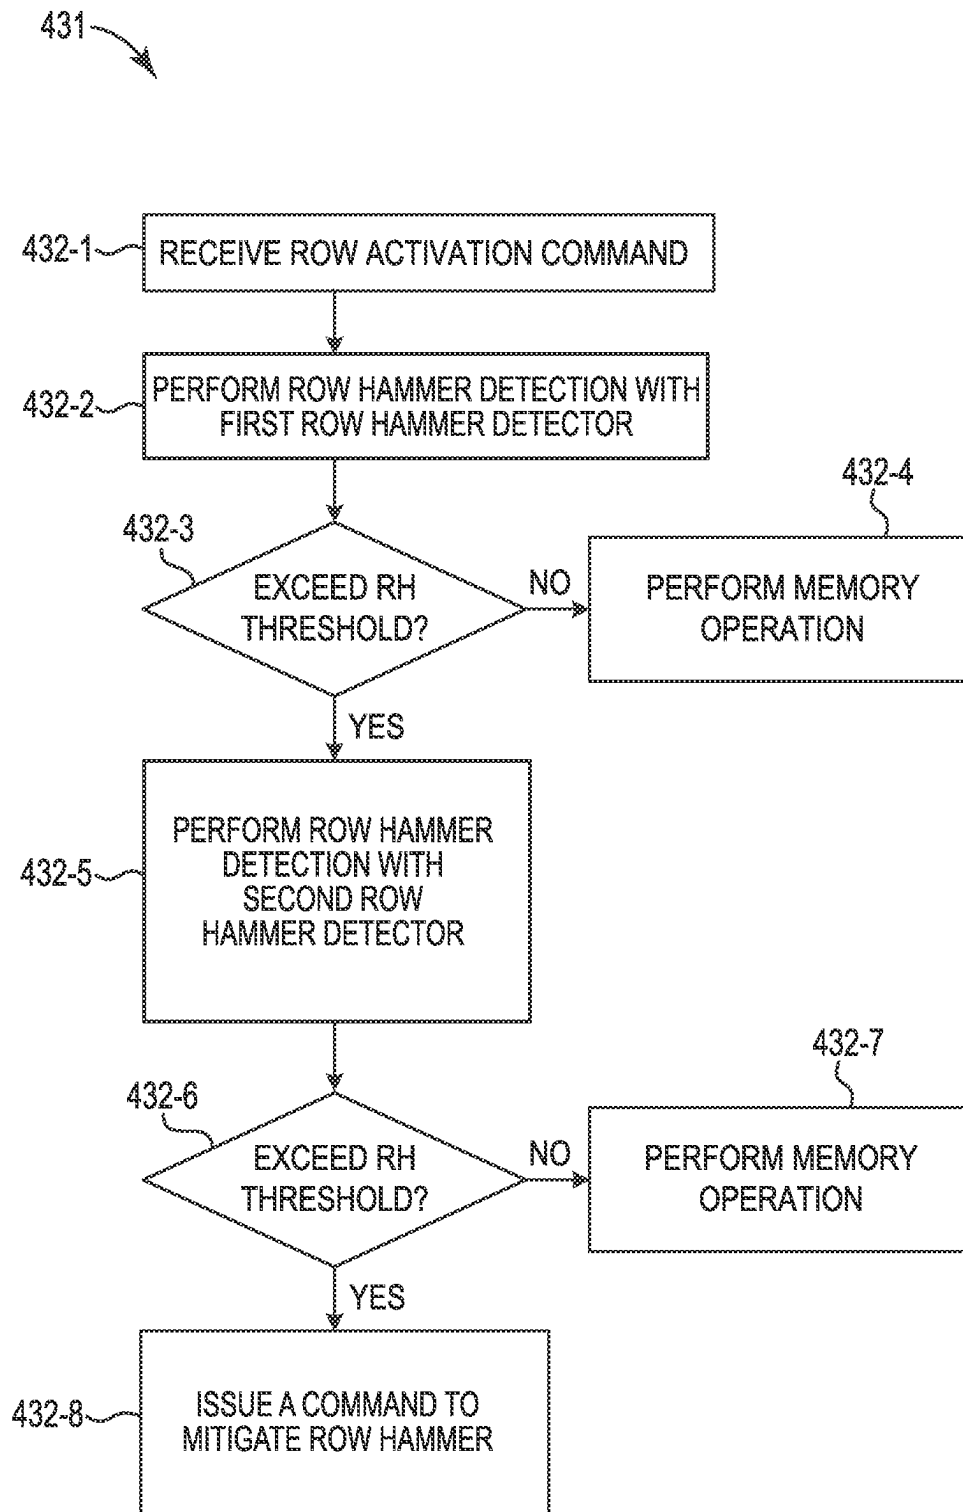 431
432-1
RECEIVE ROW ACTIVATION COMMAND
432-2
PERFORM ROW HAMMER DETECTION WITH
FIRST ROW HAMMER DETECTOR
432-3
EXCEED RH
THRESHOLD?
NO
432-4
PERFORM MEMORY
OPERATION
YES
432-5
PERFORM ROW HAMMER
DETECTION WITH
SECOND ROW
HAMMER DETECTOR
432-6
EXCEED RH
THRESHOLD?
NO
432-7
PERFORM MEMORY
OPERATION
YES
432-8
ISSUE A COMMAND TO
MITIGATE ROW HAMMER